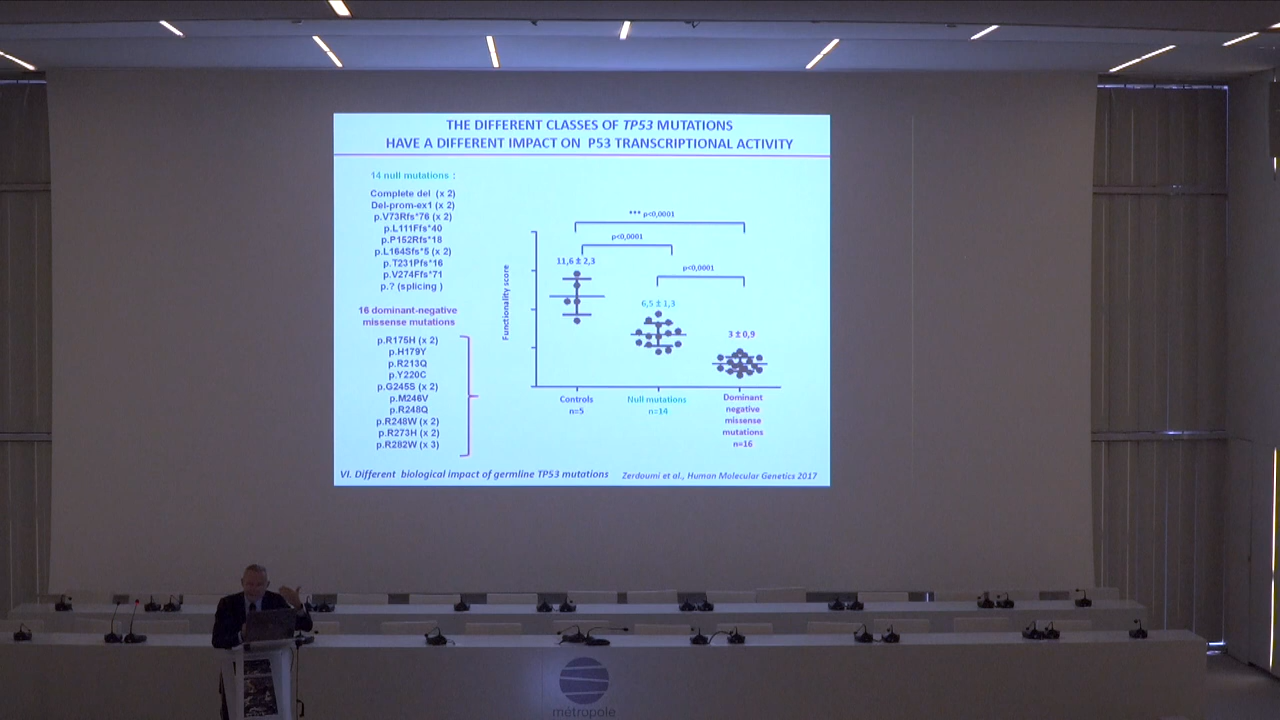 THE DIFFERENT CLASSES OF TP53 MUTATIONS
HAVE A DIFFERENT IMPACT ON P53 TRANSCRIPTIONAL ACTIVITY
14 null mutations :
Complete del (x 2)
Del-prom-ex1 (x 2)
p.V73Rfs*76 (x 2)
p.L111Ffs*40
p.P152Rfs*18
p.L164Sfs*5 (x 2)
p.T231Pfs*16
p.V274Ffs*71
p.? (splicing )
16 dominant-negative
missense mutations
p.R175H (x 2)
p.H179Y
p.R213Q
p.Y220C
p.G245S (x 2)
p.M246V
p.R248Q
p.R248W (x 2)
p.R273H (x 2)
p.R282W (x 3)
Functionality score
*** p<0,0001
p<0,0001
p<0,0001
11,6 ± 2,3
6,5 ± 1,3
3 ± 0,9
Controls
n=5
Null mutations
n=14
Dominant
negative
missense
mutations
n=16
VI. Different biological impact of germline TP53 mutations
Zerdoumi et al., Human Molecular Genetics 2017
métropole